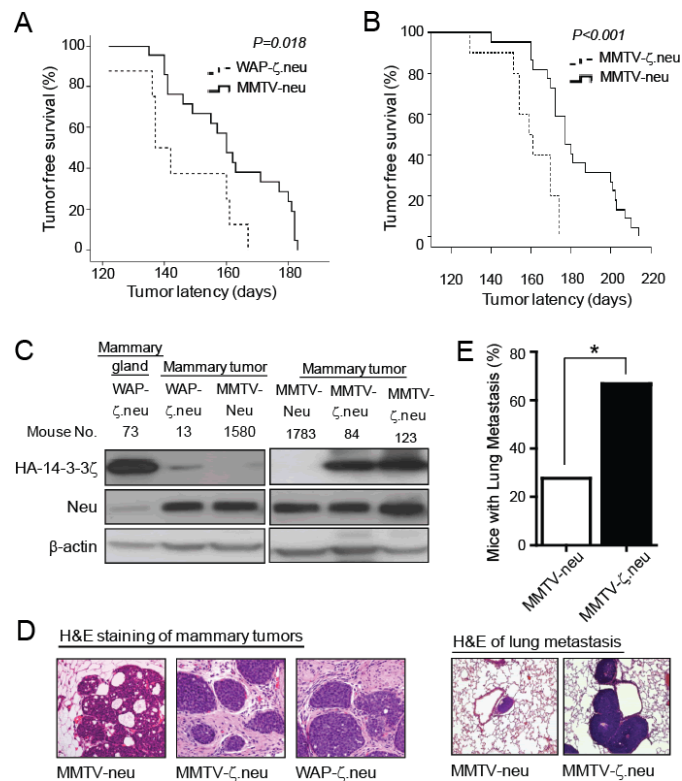 A
P=0.018
WAP-ζ.neu
MMTV-neu
Tumor free survival (%)
100
80
60
40
20
0
120
140
160
180
Tumor latency (days)
B
P<0.001
MMTV-ζ.neu
MMTV-neu
Tumor free survival (%)
100
80
60
40
20
0
120
140
160
180
200
220
Tumor latency (days)
C
Mammary gland
Mammary tumor
Mammary tumor
WAP-ζ.neu
WAP-ζ.neu
MMTV-Neu
MMTV-Neu
MMTV-ζ.neu
MMTV-ζ.neu
Mouse No. 73 13 1580 1783 84 123
HA-14-3-3ζ
Neu
β-actin
E
Mice with Lung Metastasis (%)
80
60
40
20
0
*
MMTV-neu
MMTV-ζ.neu
D
H&E staining of mammary tumors
MMTV-neu
MMTV-ζ.neu
WAP-ζ.neu
H&E of lung metastasis
MMTV-neu
MMTV-ζ.neu